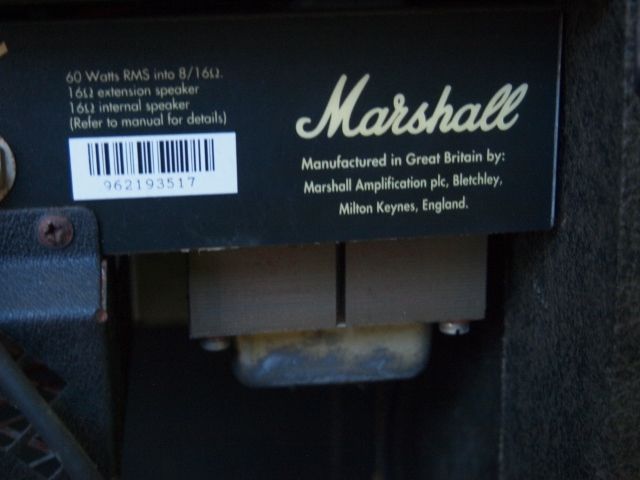 60 Watts RMS into 8/16Ω.
16Ω extension speaker
16Ω internal speaker
(Refer to manual for details)
962193517
Marshall
Manufactured in Great Britain by:
Marshall Amplification plc, Bletchley,
Milton Keynes, England.